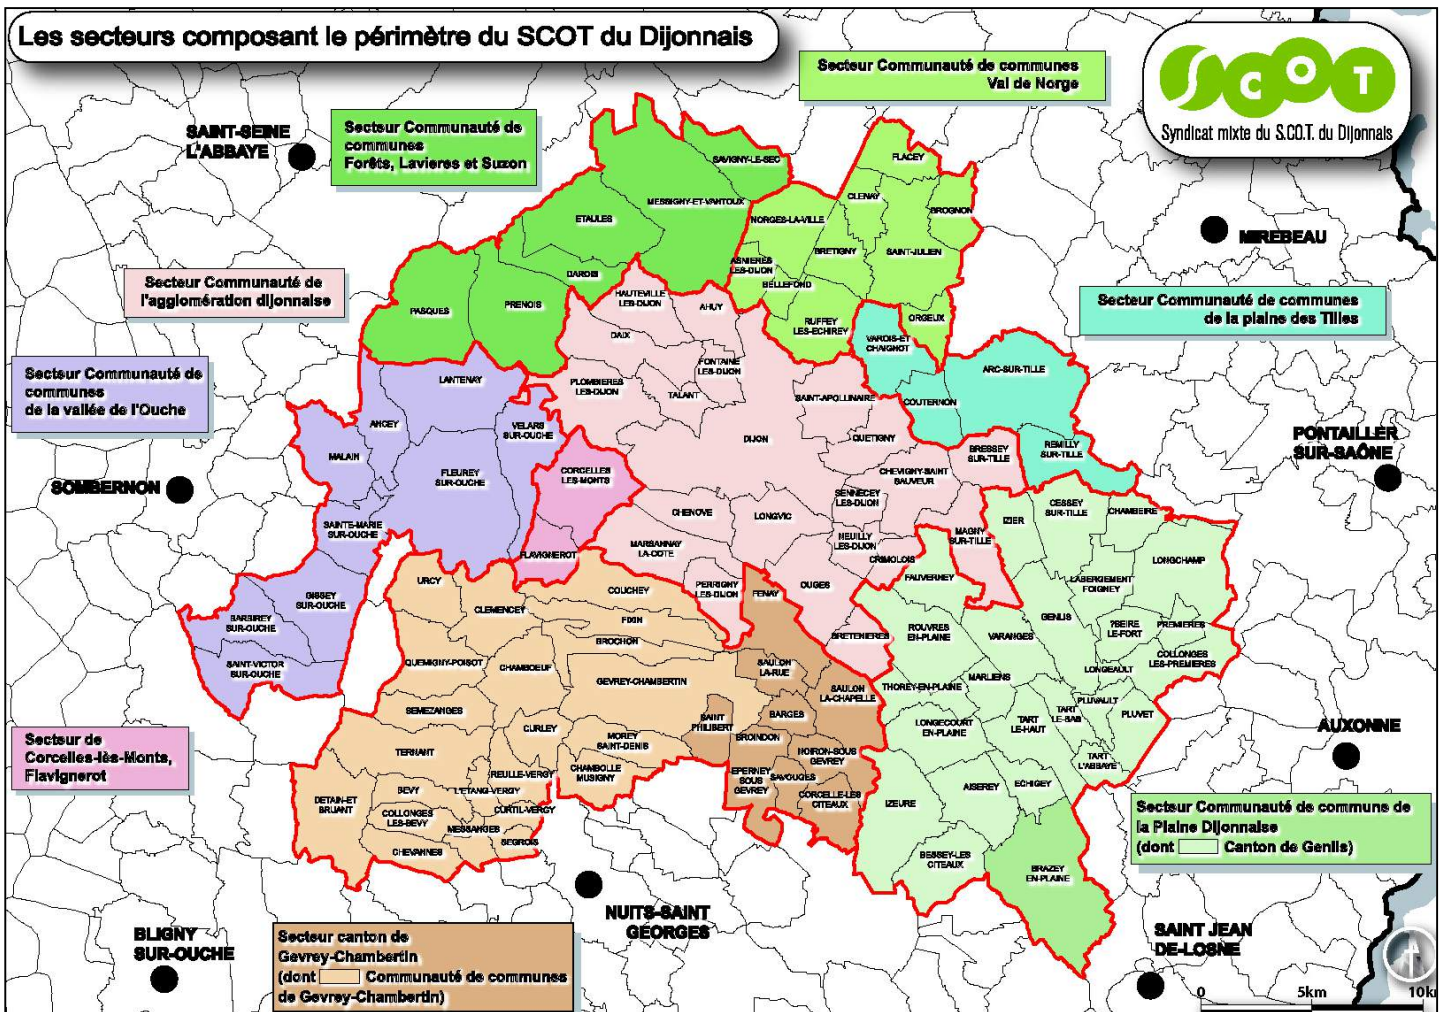 Les secteurs composant le périmètre du SCOT du Dijonnais
SCOT
Syndicat mixte du S.C.O.T. du Dijonnais
Secteur Communauté de communes
Val de Norge
Secteur Communauté de
communes
Forêts, Lavieres et Suzon
Secteur Communauté de
l'agglomération dijonnaise
Secteur Communauté de communes
de la plaine des Tilles
Secteur Communauté de
communes
de la vallée de l'Ouche
Secteur de
Corcelles-lès-Monts,
Flavignerot
Secteur canton de
Gevrey-Chambertin
(dont Communauté de communes
de Gevrey-Chambertin)
Secteur Communauté de commune de
la Plaine Dijonnaise
(dont Canton de Genlis)
SAINT-SEINE
L'ABBAYE
MIREBEAU
PONTAILLER
SUR-SAÔNE
SOMBERNON
AUXONNE
NUITS-SAINT
GEORGES
BLIGNY
SUR-OUCHE
SAINT JEAN
DE-LOSNE
SAVIGNY-LE-SEC
MESSIGNY-ET-VANTOUX
ETAULES
DAROIS
PRENOIS
PASQUES
FLACEY
CLENAY
BROGNON
NORGES-LA-VILLE
BRETIGNY
SAINT-JULIEN
ASNIERES
LES-DIJON
BELLEFOND
RUFFEY
LES-ECHIREY
ORGEUX
VAROIS-ET
CHAIGNOT
ARC-SUR-TILLE
COUTERNON
REMILLY
SUR-TILLE
HAUTEVILLE
LES-DIJON
AHUY
DAIX
FONTAINE
LES-DIJON
PLOMBIERES
LES-DIJON
TALANT
SAINT-APOLLINAIRE
DIJON
QUETIGNY
BRESSEY
SUR-TILLE
CHEVIGNY-SAINT
SAUVEUR
SENNECEY
LES-DIJON
CHENOVE
LONGVIC
MARSANNAY
LA-COTE
NEUILLY
LES-DIJON
CRIMOLOIS
MAGNY
SUR-TILLE
PERRIGNY
LES-DIJON
OUGES
BRETENIERES
LANTENAY
ANCEY
VELARS
SUR-OUCHE
MALAIN
FLEUREY
SUR-OUCHE
SAINTE-MARIE
SUR-OUCHE
GISSEY
SUR-OUCHE
BARBIREY
SUR-OUCHE
SAINT-VICTOR
SUR-OUCHE
CORCELLES
LES-MONTS
FLAVIGNEROT
URCY
COUCHEY
CLEMENCEY
FIXIN
BROCHON
QUEMIGNY-POISOT
CHAMBOEUF
GEVREY-CHAMBERTIN
SEMEZANGES
CURLEY
MOREY
SAINT-DENIS
TERNANT
REULLE-VERGY
CHAMBOLLE
MUSIGNY
BEVY
L'ETANG-VERGY
DETAIN-ET
BRUANT
COLLONGES
LES-BEVY
CURTIL-VERGY
MESSANGES
SEGROIS
CHEVANNES
FENAY
SAULON
LA-RUE
SAULON
LA-CHAPELLE
SAINT
PHILIBERT
BARGES
BROINDON
NOIRON-SOUS
GEVREY
EPERNEY
SOUS
GEVREY
SAVOUGES
CORCELLE-LES
CITEAUX
IZIER
CESSEY
SUR-TILLE
CHAMBEIRE
LONGCHAMP
FAUVERNEY
LABERGEMENT
FOIGNEY
GENLIS
?BEIRE
LE-FORT
PREMIERES
ROUVRES
EN-PLAINE
VARANGES
LONGEAULT
COLLONGES
LES-PREMIERES
MARLIENS
THOREY-EN-PLAINE
PLUVAULT
PLUVET
TART
LE-BAS
TART
LE-HAUT
LONGECOURT
EN-PLAINE
TART
L'ABBAYE
ECHIGEY
AISEREY
IZEURE
BESSEY-LES
CITEAUX
BRAZEY
EN-PLAINE
0 5km 10k